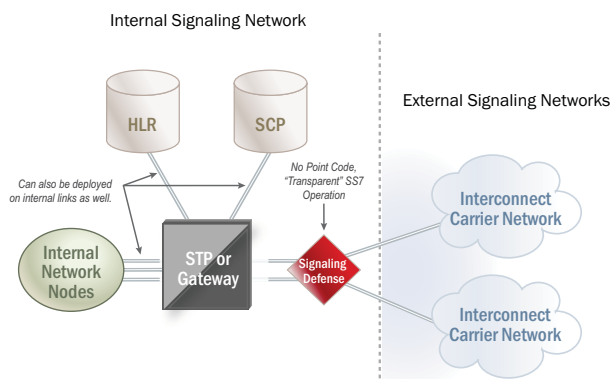 Internal Signaling Network
External Signaling Networks
HLR
SCP
No Point Code,
“Transparent” SS7
Operation
Can also be deployed
on internal links as well.
Internal
Network
Nodes
STP or
Gateway
Signaling
Defense
Interconnect
Carrier Network
Interconnect
Carrier Network